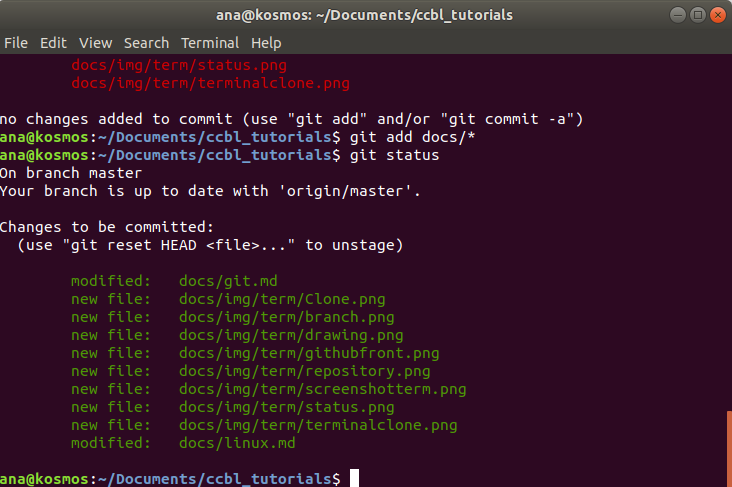 ana@kosmos: ~/Documents/ccbl_tutorials
File Edit View Search Terminal Help
docs/img/term/status.png
docs/img/term/terminalclone.png
no changes added to commit (use "git add" and/or "git commit -a")
ana@kosmos:~/Documents/ccbl_tutorials$ git add docs/*
ana@kosmos:~/Documents/ccbl_tutorials$ git status
On branch master
Your branch is up to date with 'origin/master'.
Changes to be committed:
(use "git reset HEAD <file>..." to unstage)
modified: docs/git.md
new file: docs/img/term/Clone.png
new file: docs/img/term/branch.png
new file: docs/img/term/drawing.png
new file: docs/img/term/githubfront.png
new file: docs/img/term/repository.png
new file: docs/img/term/screenshotterm.png
new file: docs/img/term/status.png
new file: docs/img/term/terminalclone.png
modified: docs/linux.md
ana@kosmos:~/Documents/ccbl_tutorials$